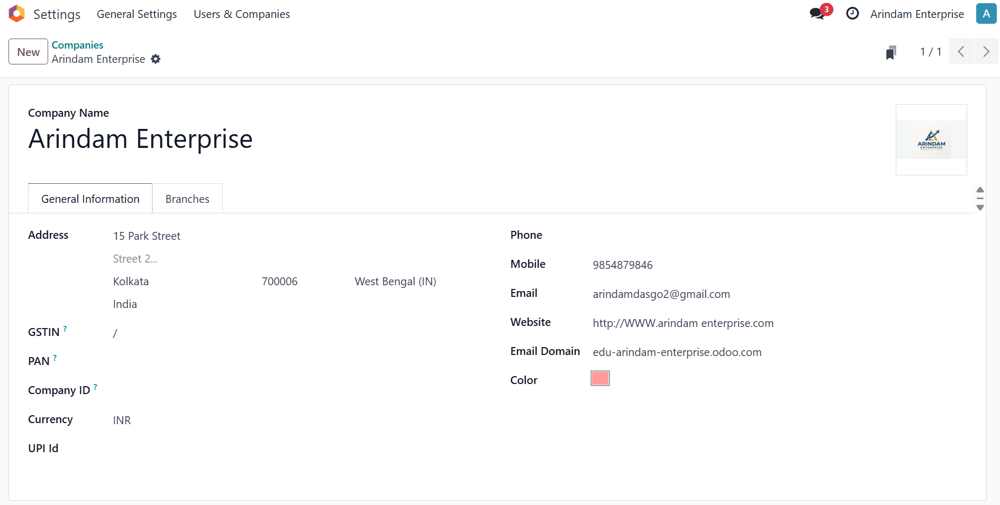 Settings General Settings Users & Companies 3 Arindam Enterprise A
New Companies 1 / 1
Arindam Enterprise
Company Name
Arindam Enterprise
ARINDAM
ENTERPRISE
General Information Branches
Address 15 Park Street
Street 2...
Kolkata 700006 West Bengal (IN)
India
GSTIN ? /
PAN ?
Company ID ?
Currency INR
UPI Id
Phone
Mobile 9854879846
Email arindamdasgo2@gmail.com
Website http://WWW.arindam enterprise.com
Email Domain edu-arindam-enterprise.odoo.com
Color